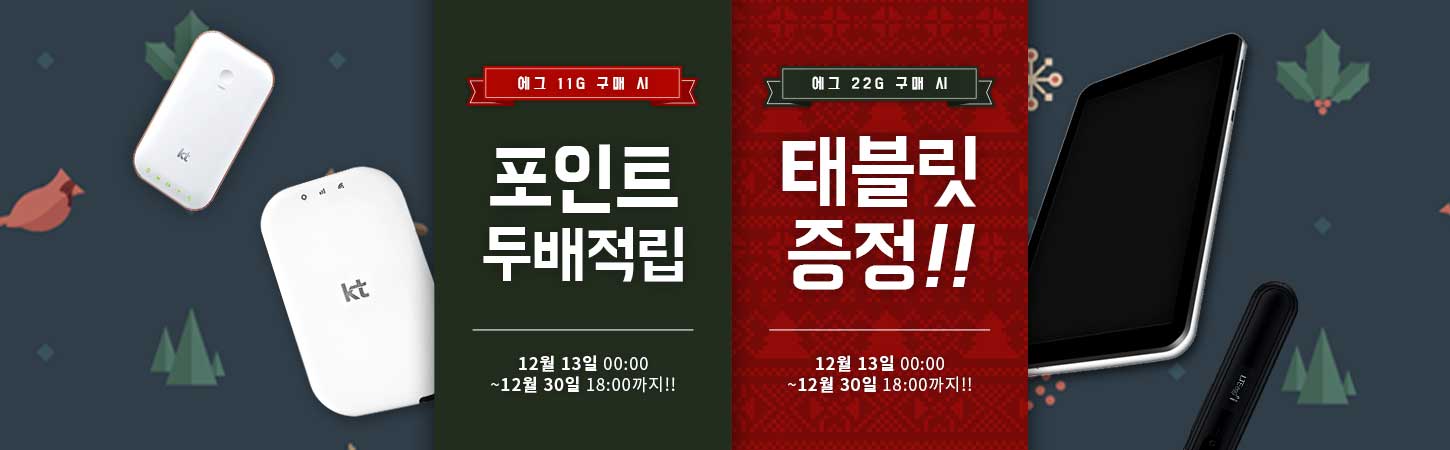 kt
kt
에그 11G 구매 시
포인트
두배적립
12월 13일 00:00
~12월 30일 18:00까지!!
에그 22G 구매 시
태블릿
증정!!
12월 13일 00:00
~12월 30일 18:00까지!!